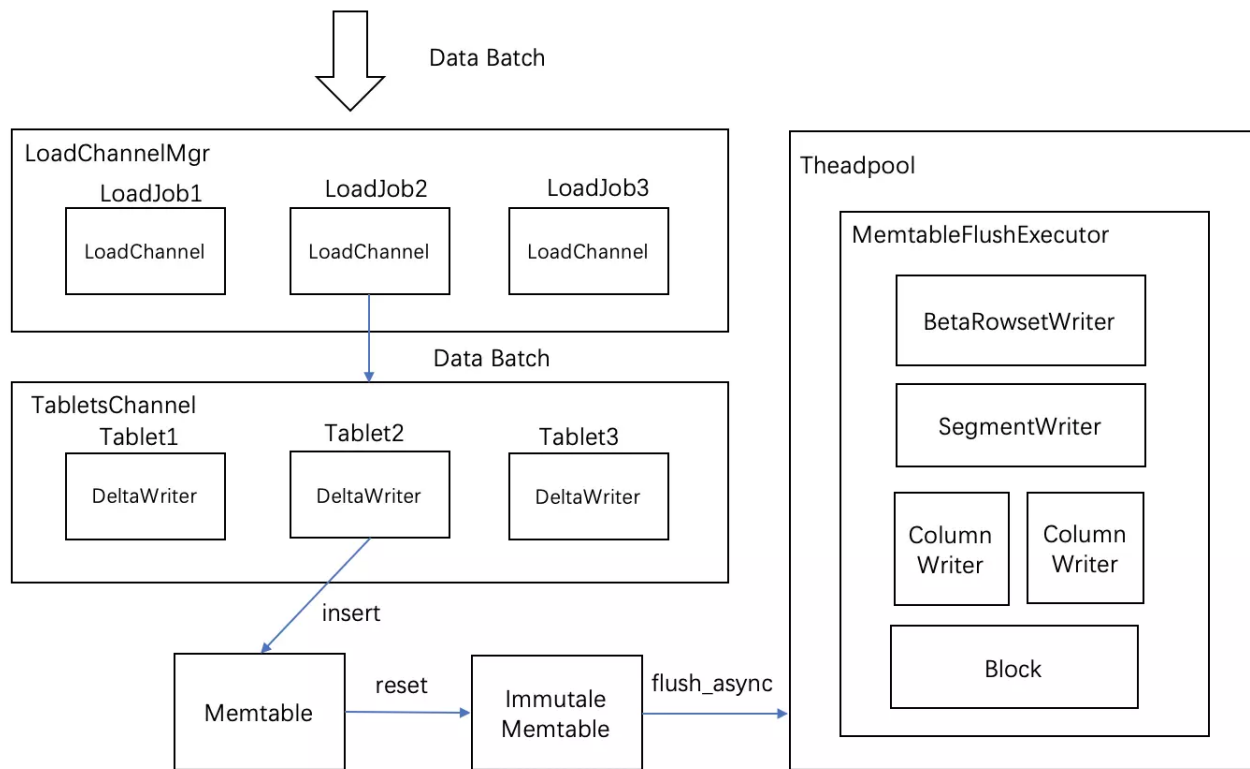 Data Batch
LoadChannelMgr
LoadJob1
LoadJob2
LoadJob3
LoadChannel
LoadChannel
LoadChannel
Data Batch
TabletsChannel
Tablet1
Tablet2
Tablet3
DeltaWriter
DeltaWriter
DeltaWriter
insert
Memtable
reset
Immutale
Memtable
flush_async
Theadpool
MemtableFlushExecutor
BetaRowsetWriter
SegmentWriter
Column
Writer
Column
Writer
Block